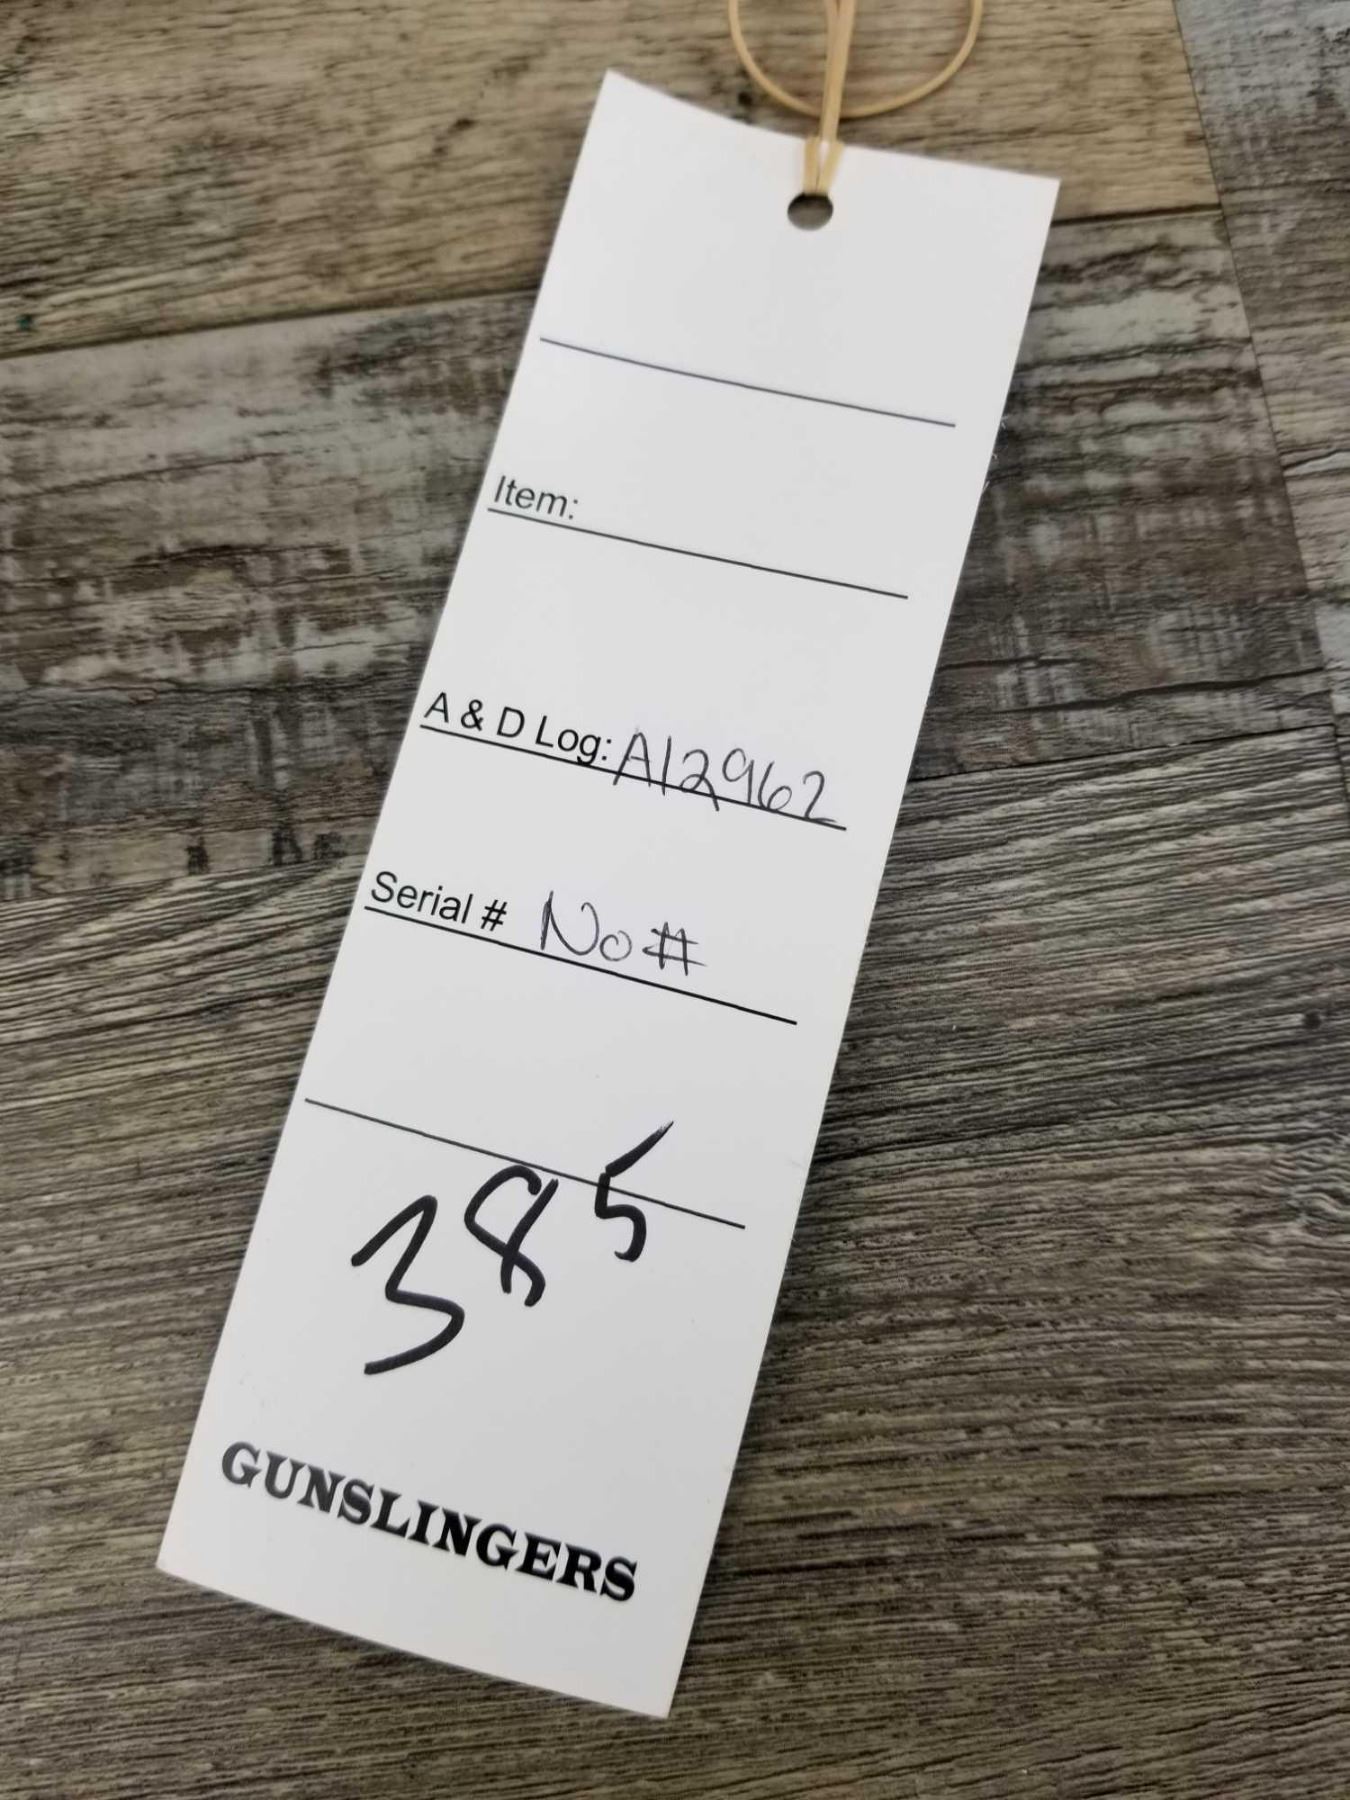 Item:
A & D Log: A12962
Serial # No#
385
GUNSLINGERS